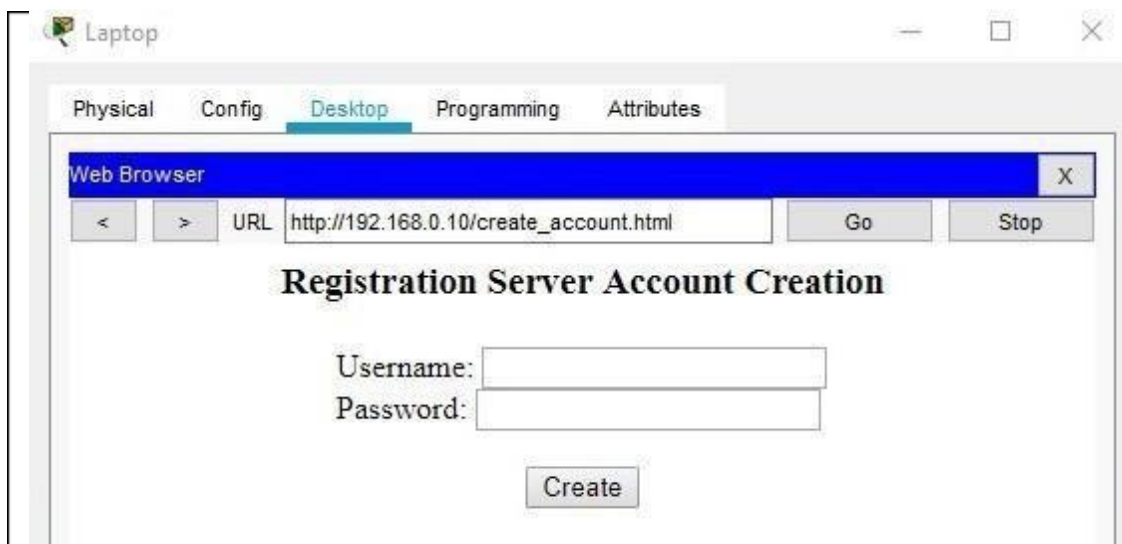 Laptop
Physical Config Desktop Programming Attributes
Web Browser X
< > URL http://192.168.0.10/create_account.html Go Stop
Registration Server Account Creation
Username:
Password:
Create